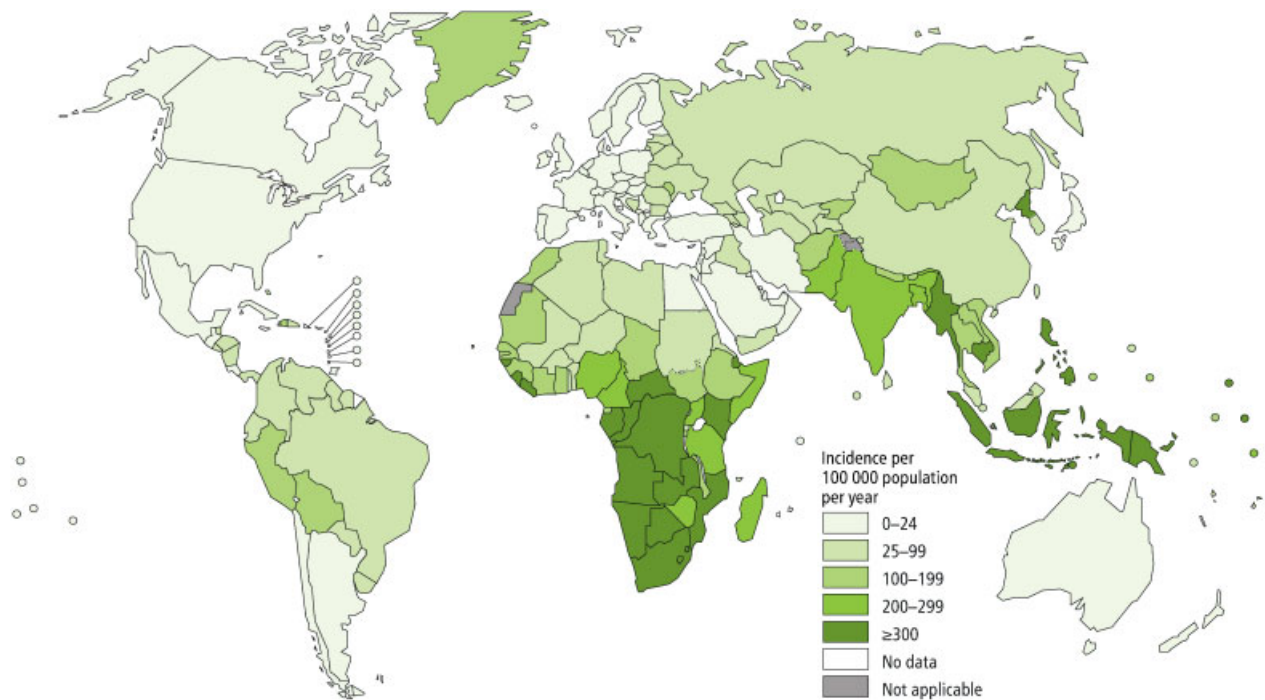 Incidence per
100 000 population
per year
0–24
25–99
100–199
200–299
≥300
No data
Not applicable